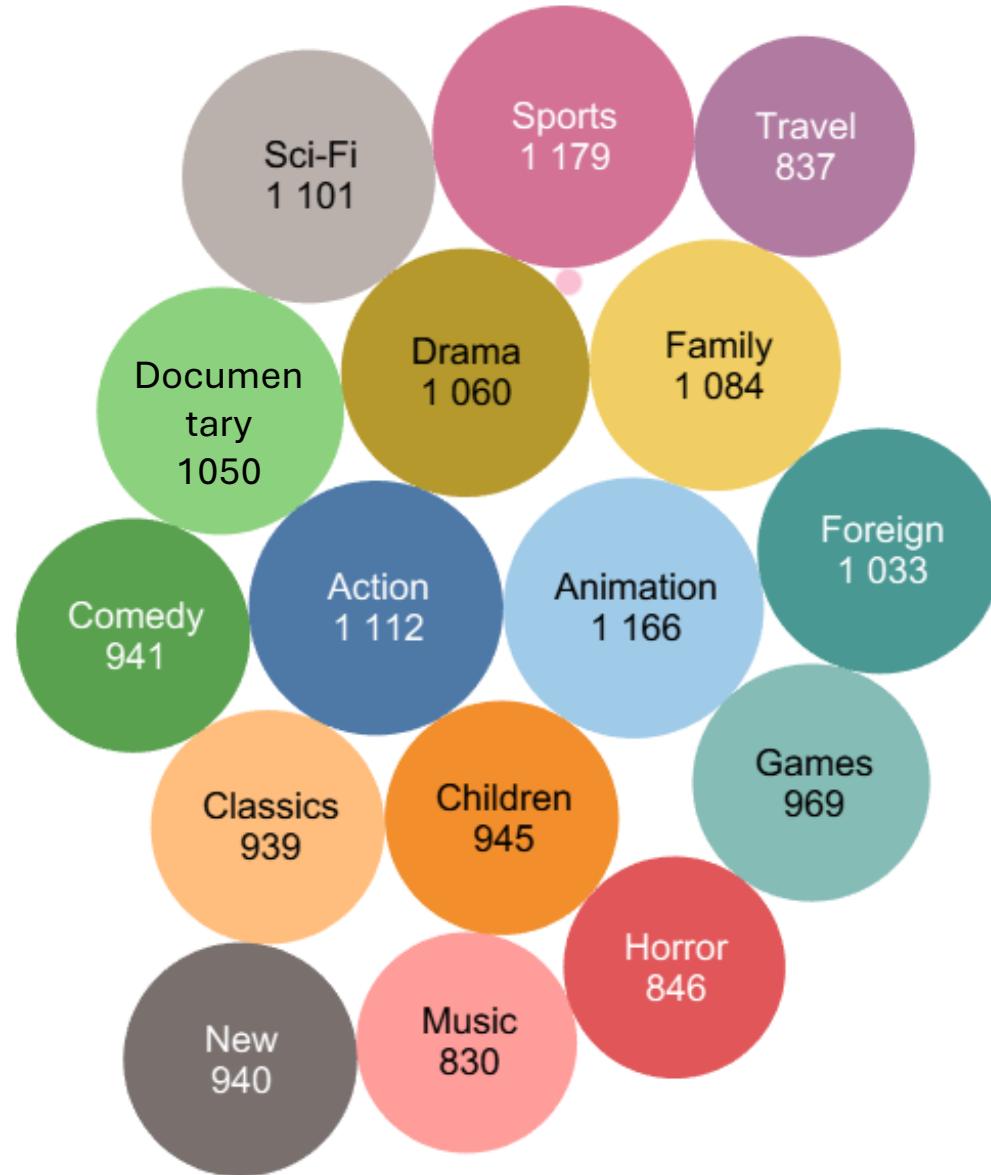 Sports
1 179
Travel
837
Sci-Fi
1 101
Drama
1 060
Family
1 084
Documen
tary
1050
Foreign
1 033
Action
1 112
Animation
1 166
Comedy
941
Games
969
Children
945
Classics
939
Horror
846
Music
830
New
940